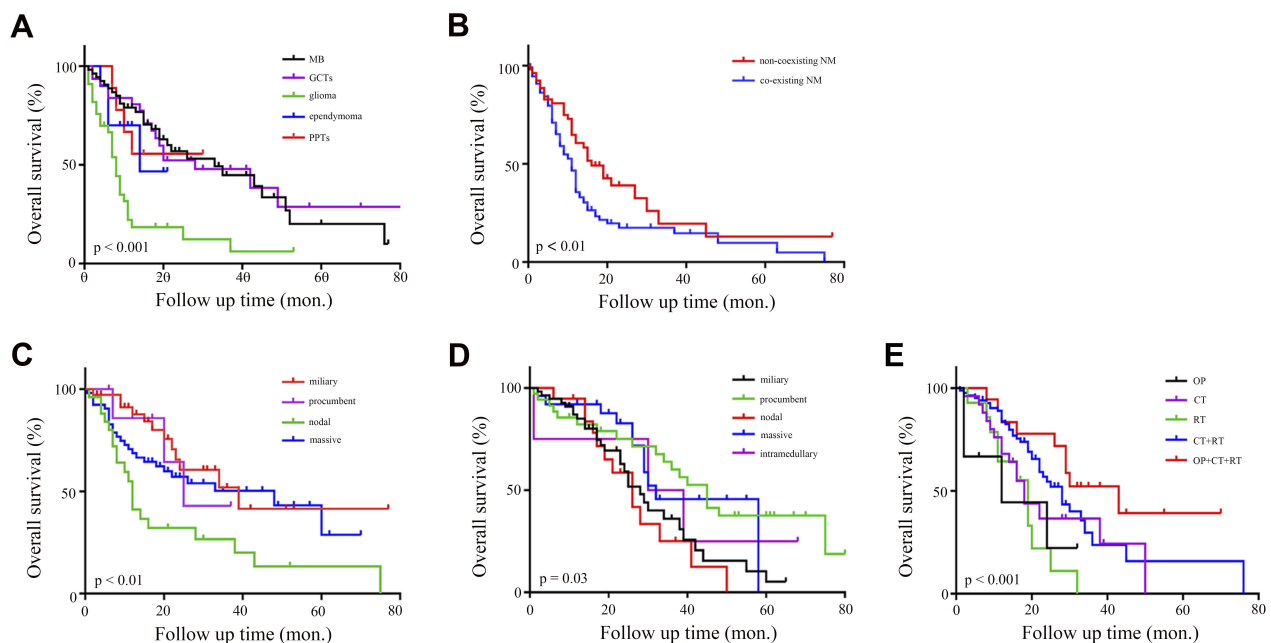 A
Overall survival (%)
100
50
0
0 20 40 60 80
Follow up time (mon.)
p < 0.001
MB
GCTs
glioma
ependymoma
PPTs
B
Overall survival (%)
100
50
0
0 20 40 60 80
Follow up time (mon.)
p < 0.01
non-coexisting NM
co-existing NM
C
Overall survival (%)
100
50
0
0 20 40 60 80
Follow up time (mon.)
p < 0.01
miliary
procumbent
nodal
massive
D
Overall survival (%)
100
50
0
0 20 40 60 80
Follow up time (mon.)
p = 0.03
miliary
procumbent
nodal
massive
intramedullary
E
Overall survival (%)
100
50
0
0 20 40 60 80
Follow up time (mon.)
p < 0.001
OP
CT
RT
CT+RT
OP+CT+RT